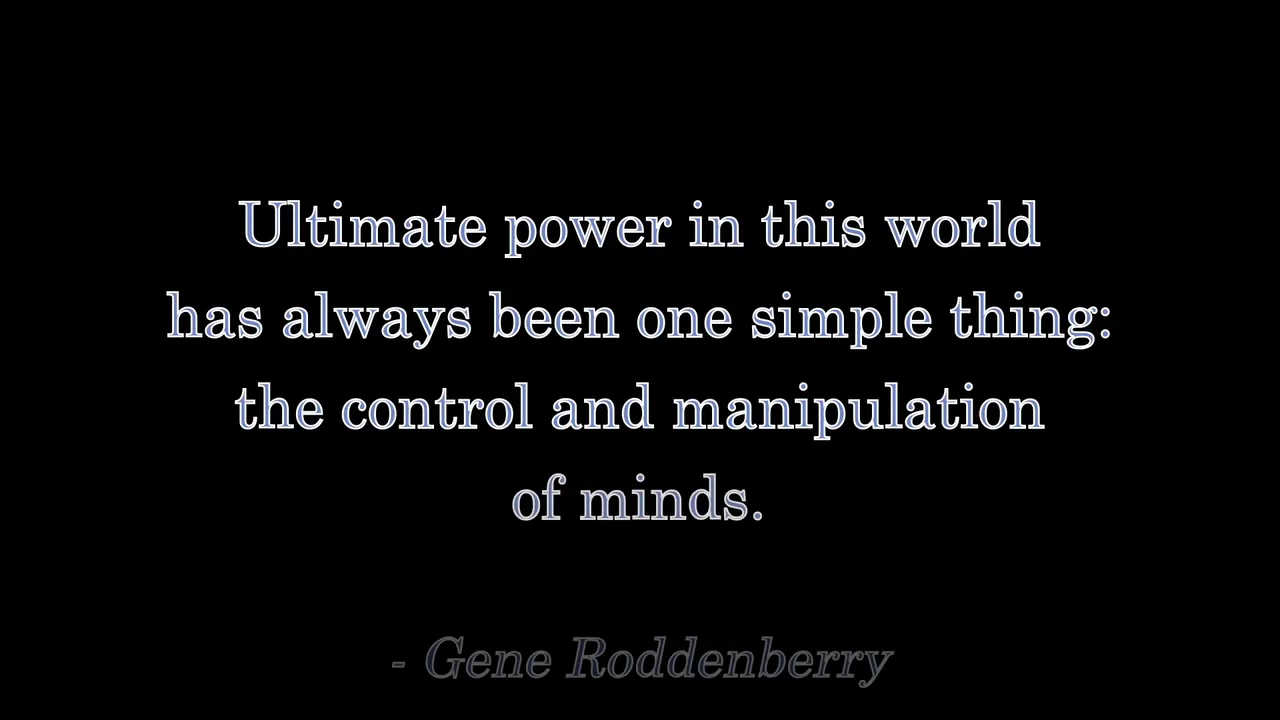 Ultimate power in this world
has always been one simple thing:
the control and manipulation
of minds.
- Gene Roddenberry